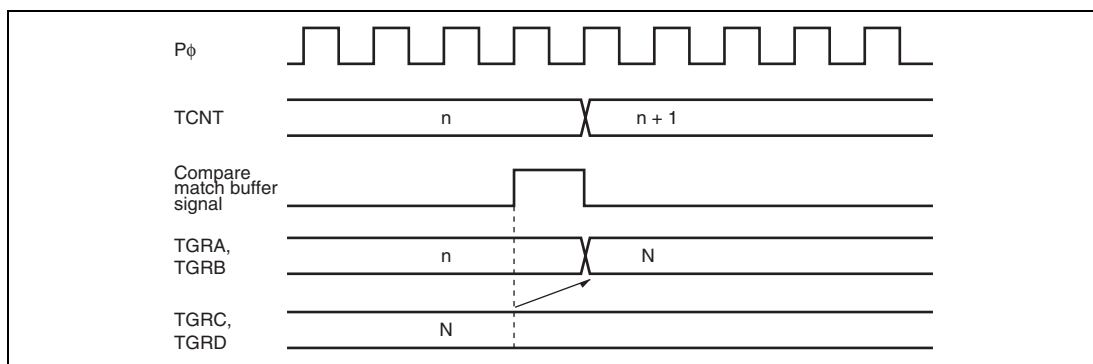 Pϕ
TCNT
n
n + 1
Compare
match buffer
signal
TGRA,
TGRB
n
N
TGRC,
TGRD
N